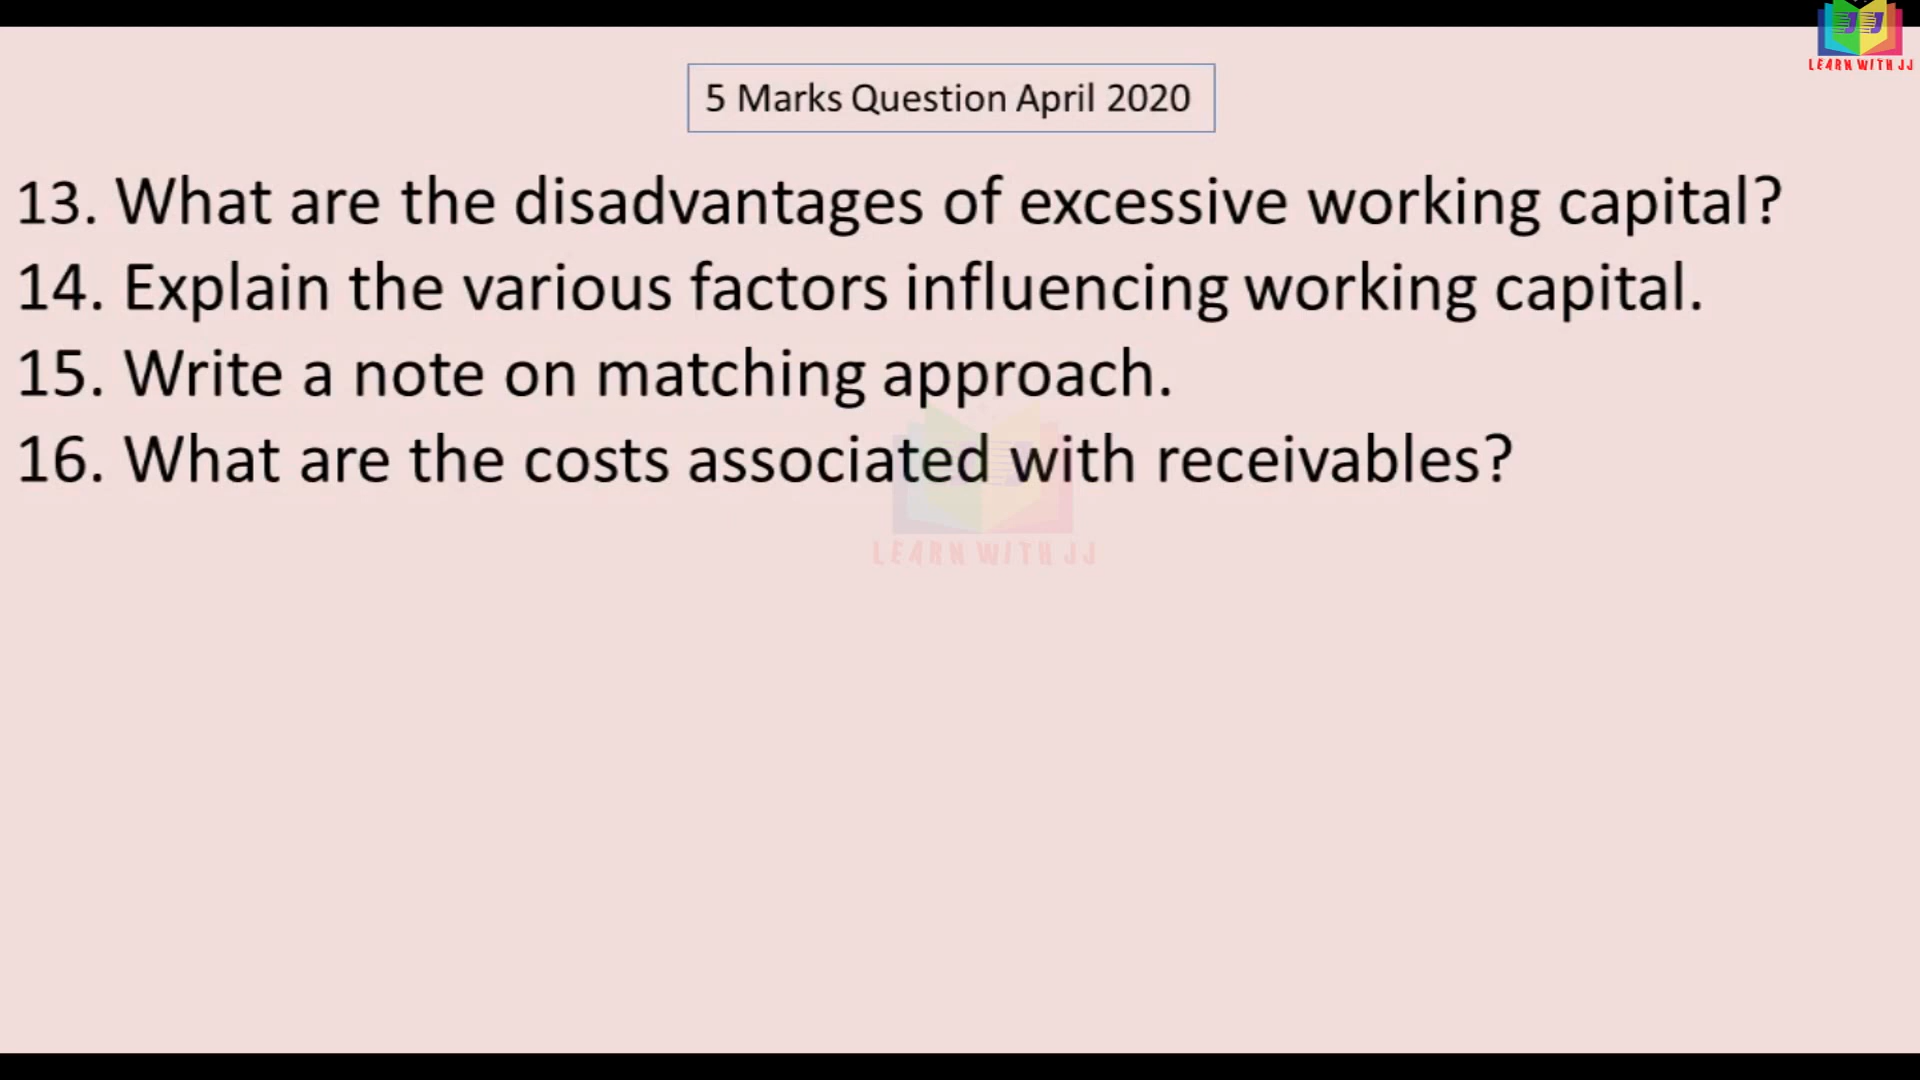 LEARN WITH JJ
5 Marks Question April 2020
13. What are the disadvantages of excessive working capital?
14. Explain the various factors influencing working capital.
15. Write a note on matching approach.
16. What are the costs associated with receivables?
LEARN WITH JJ